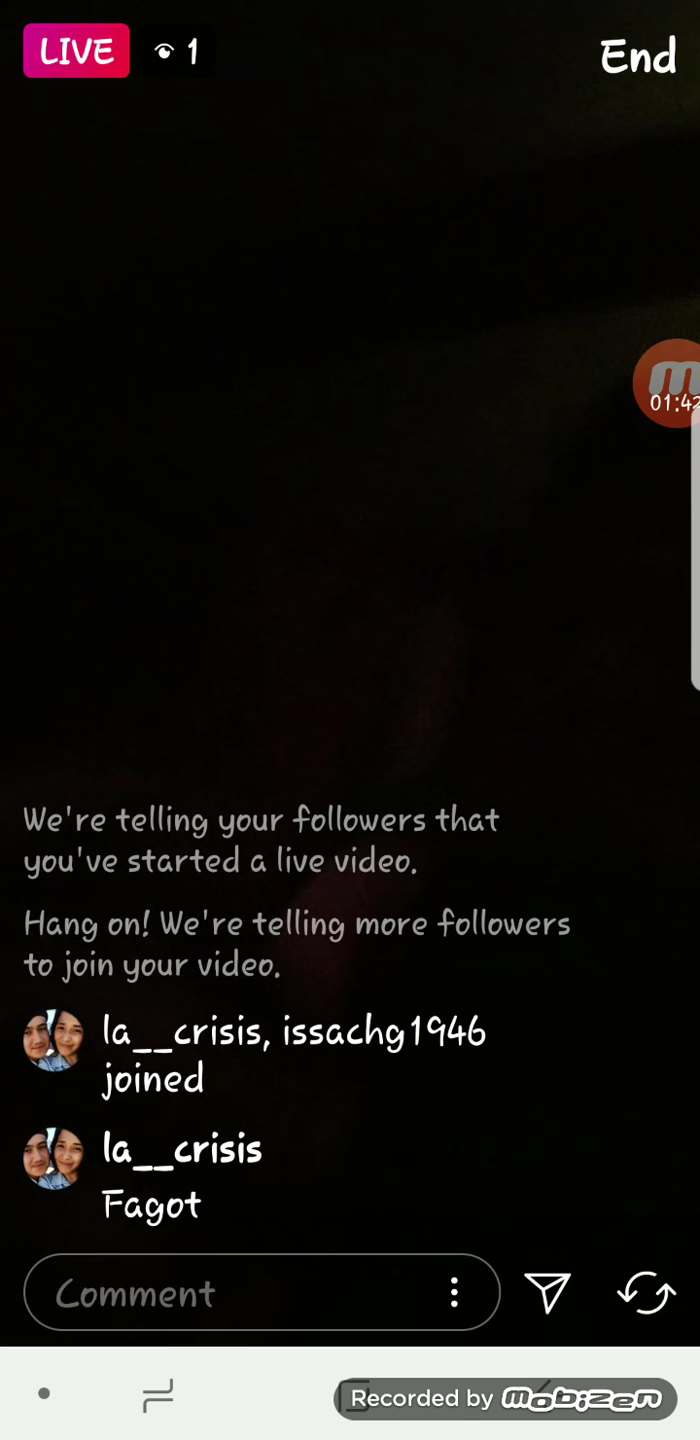 LIVE 1 End
01:42
We're telling your followers that
you've started a live video.
Hang on! We're telling more followers
to join your video.
la__crisis, issachg1946
joined
la__crisis
Fagot
Comment
Recorded by mobizen